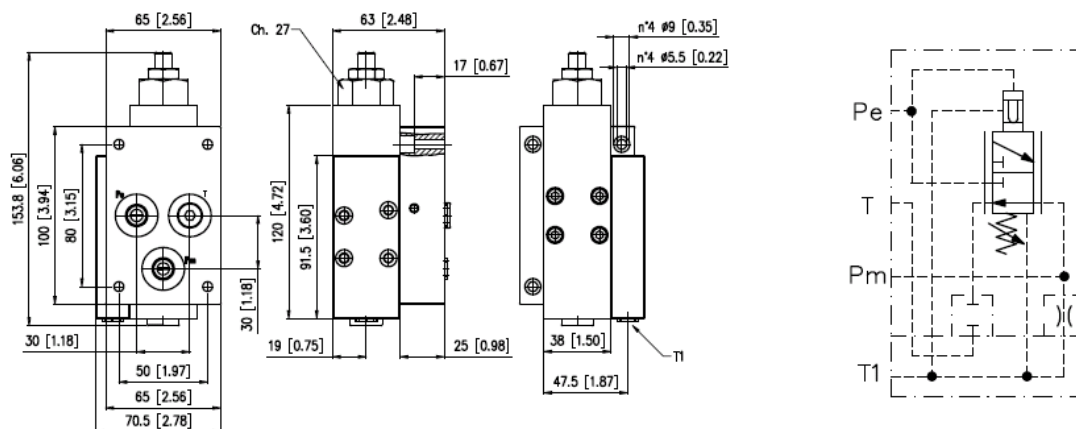 65 [2.56]
63 [2.48]
Ch. 27
17 [0.67]
n°4 ø9 [0.35]
n°4 ø5.5 [0.22]
153.8 [6.06]
100 [3.94]
80 [3.15]
Pe
T
Pm
30 [1.18]
30 [1.18]
50 [1.97]
65 [2.56]
70.5 [2.78]
120 [4.72]
91.5 [3.60]
19 [0.75]
25 [0.98]
38 [1.50]
47.5 [1.87]
T1
Pe
T
Pm
T1